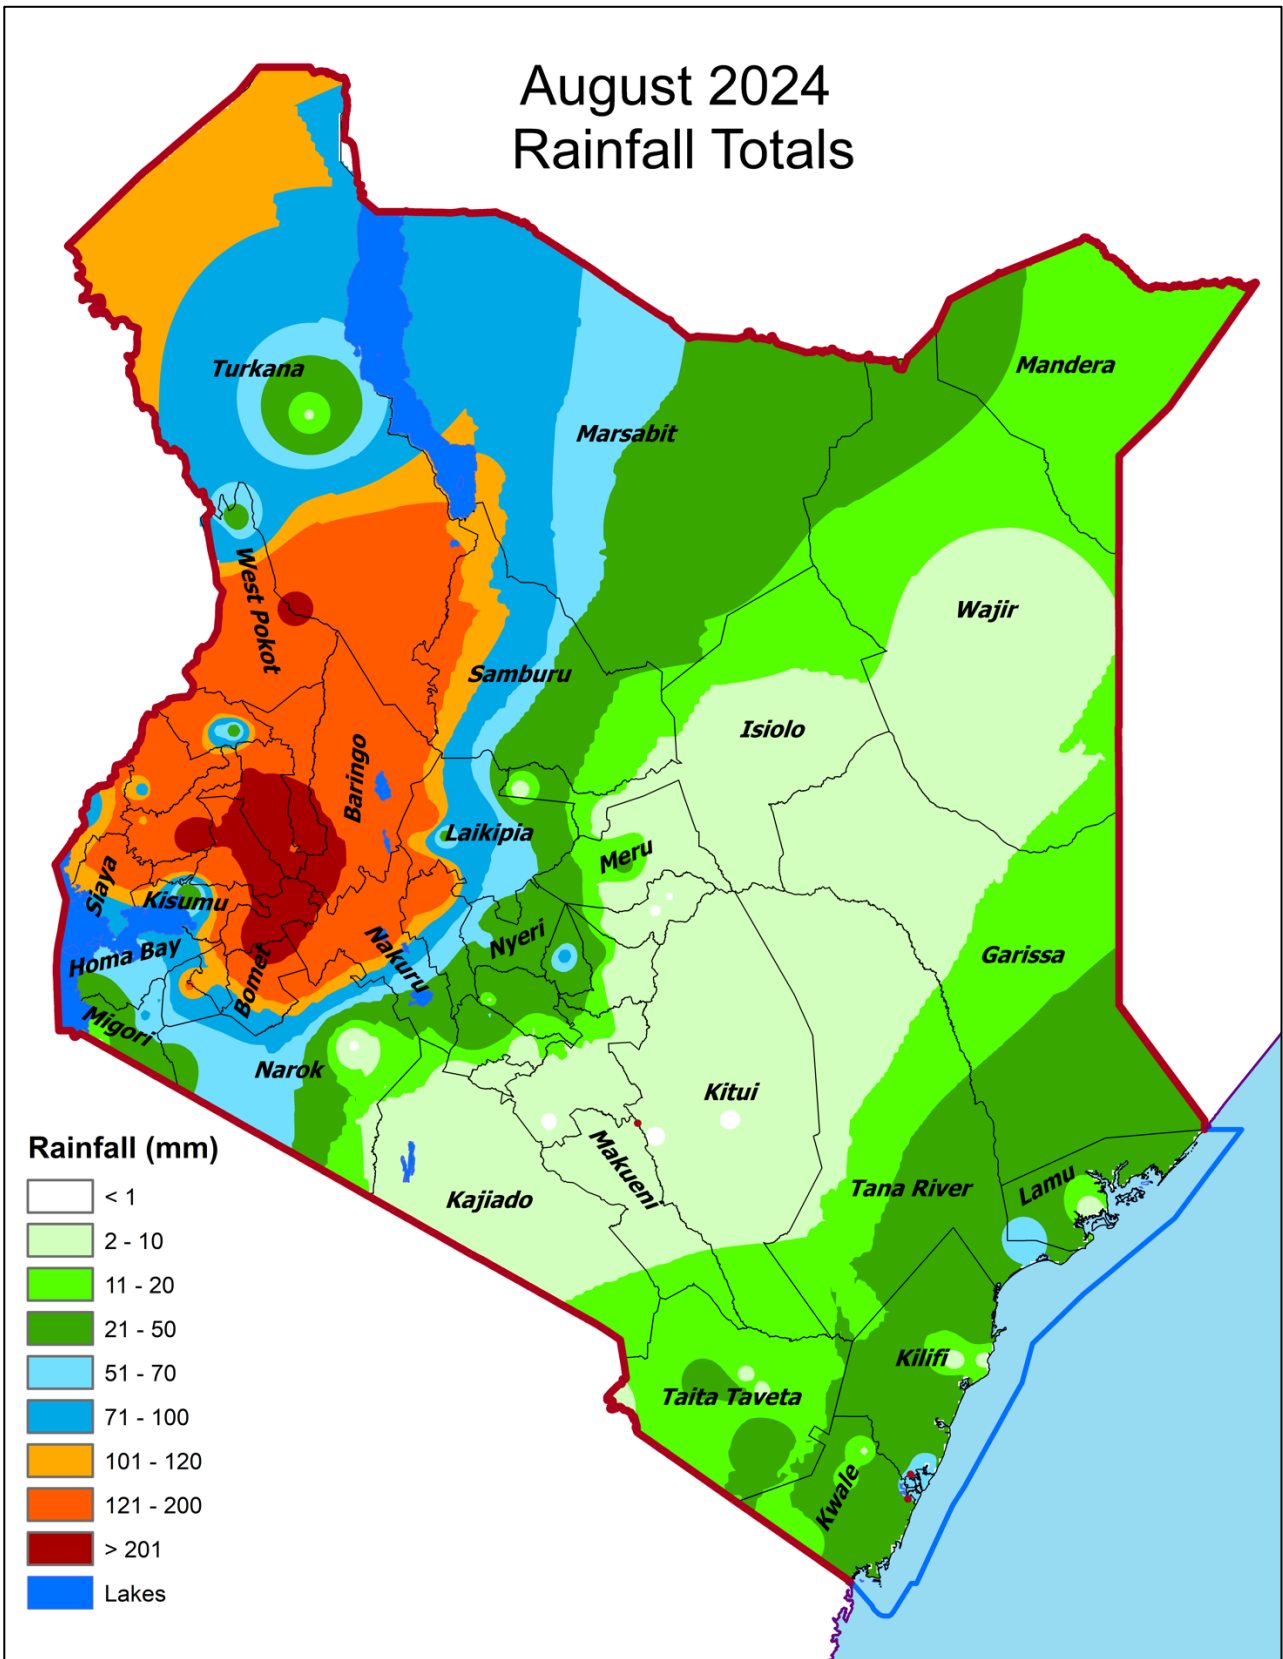 August 2024
Rainfall Totals
Turkana
Mandera
Marsabit
West Pokot
Wajir
Samburu
Isiolo
Baringo
Laikipia
Meru
Siaya
Kisumu
Nyeri
Nakuru
Homa Bay
Bomet
Garissa
Migori
Narok
Kitui
Makueni
Kajiado
Tana River
Lamu
Kilifi
Taita Taveta
Kwale
Rainfall (mm)
< 1
2 - 10
11 - 20
21 - 50
51 - 70
71 - 100
101 - 120
121 - 200
> 201
Lakes